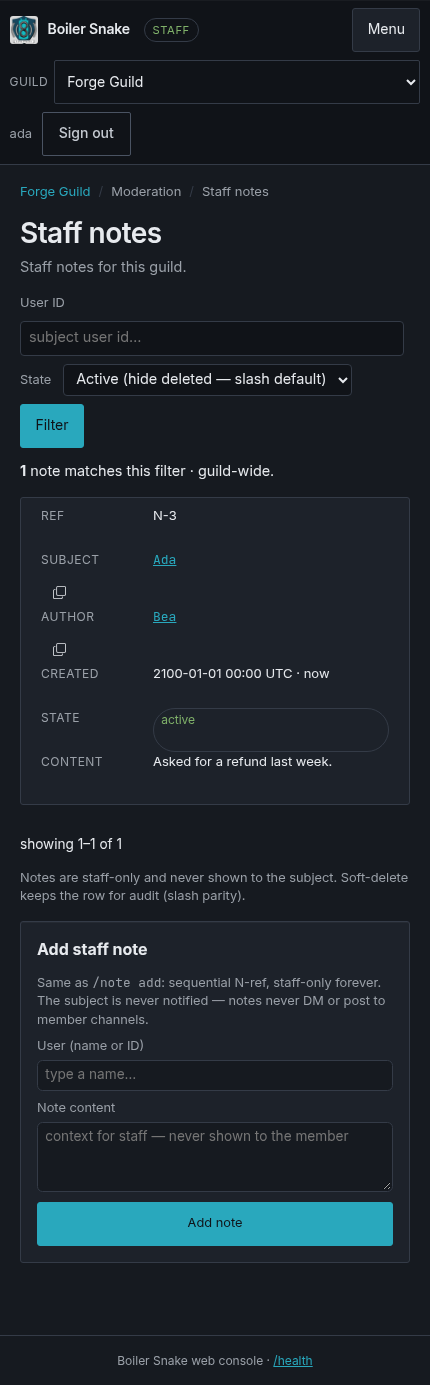 Boiler Snake STAFF Menu
GUILD Forge Guild
ada Sign out
Forge Guild / Moderation / Staff notes
Staff notes
Staff notes for this guild.
User ID
subject user id…
State Active (hide deleted — slash default)
Filter
1 note matches this filter · guild-wide.
REF N-3
SUBJECT Ada
AUTHOR Bea
CREATED 2100-01-01 00:00 UTC · now
STATE active
CONTENT Asked for a refund last week.
showing 1–1 of 1
Notes are staff-only and never shown to the subject. Soft-delete
keeps the row for audit (slash parity).
Add staff note
Same as /note add: sequential N-ref, staff-only forever.
The subject is never notified — notes never DM or post to
member channels.
User (name or ID)
type a name…
Note content
context for staff — never shown to the member
Add note
Boiler Snake web console · /health